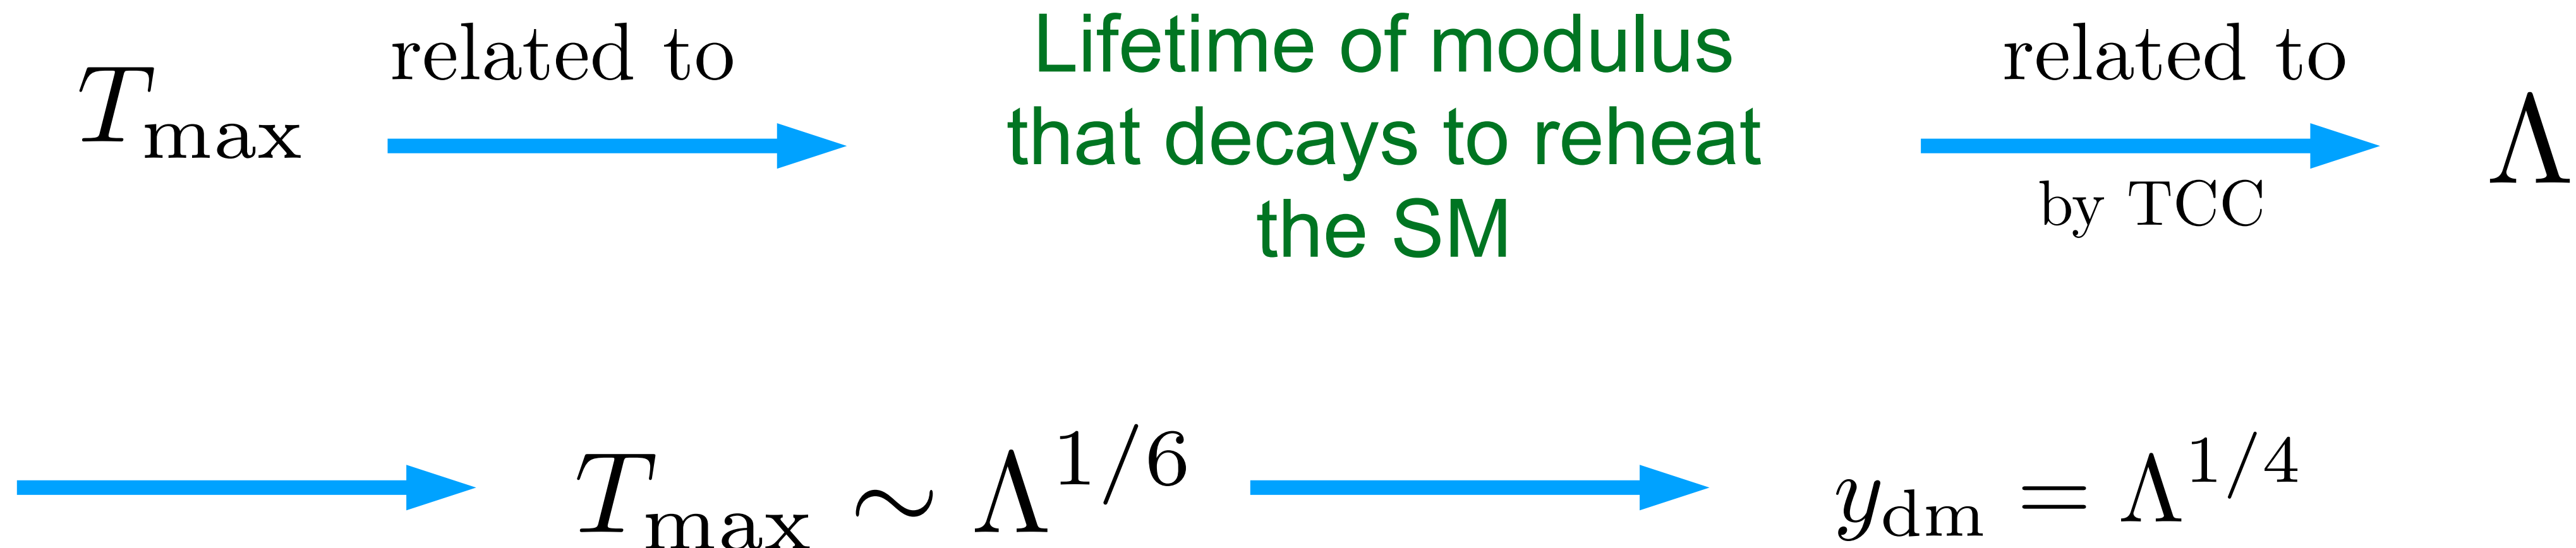 T_max related to Lifetime of modulus that decays to reheat the SM related to by TCC Λ
T_max ∼ Λ^{1/6} y_dm = Λ^{1/4}